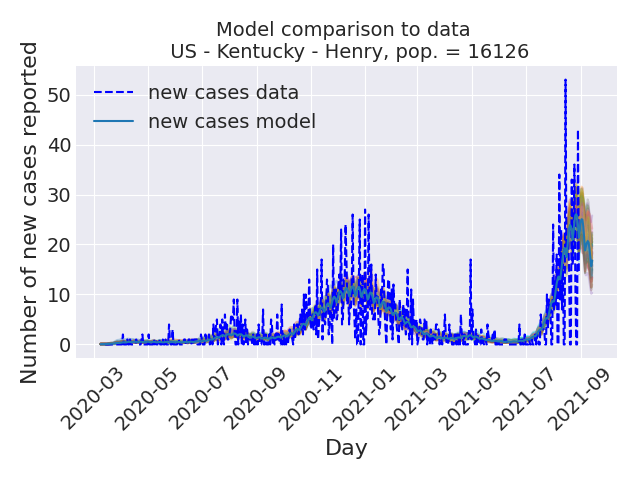 Model comparison to data
US - Kentucky - Henry, pop. = 16126
Number of new cases reported
50
40
30
20
10
0
new cases data
new cases model
2020-03
2020-05
2020-07
2020-09
2020-11
2021-01
2021-03
2021-05
2021-07
2021-09
Day